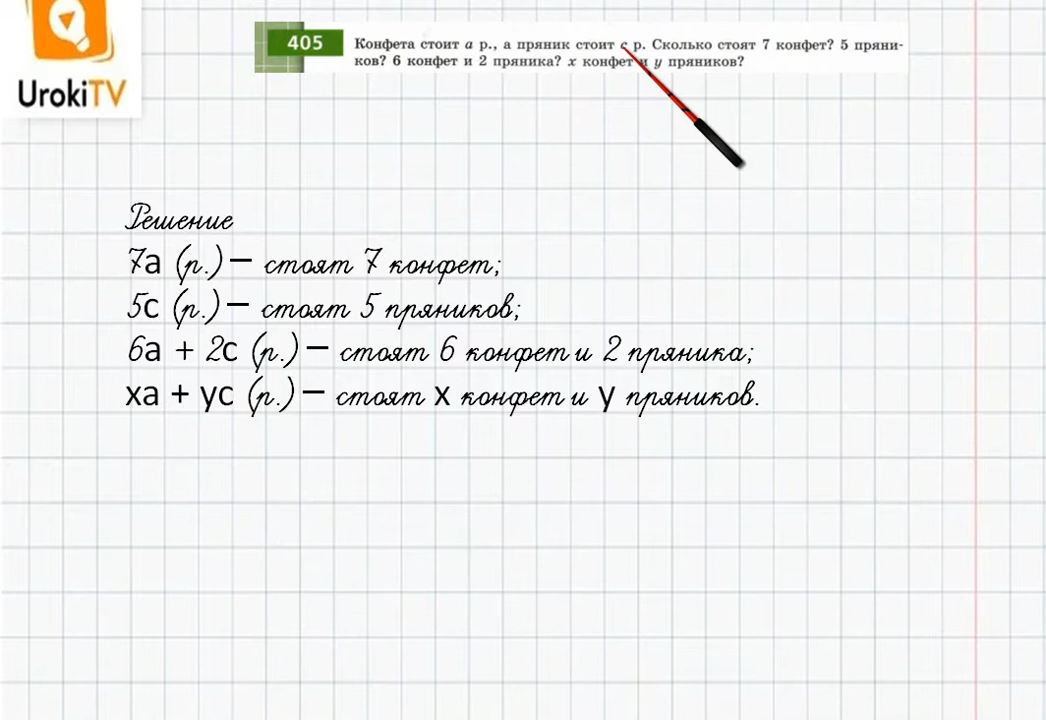 UrokiTV
405 Конфета стоит а р., а пряник стоит с р. Сколько стоят 7 конфет? 5 пряни-
ков? 6 конфет и 2 пряника? x конфет и y пряников?
Решение
7а (р.) – стоят 7 конфет;
5с (р.) – стоят 5 пряников;
6а + 2с (р.) – стоят 6 конфет и 2 пряника;
xа + yс (р.) – стоят x конфет и y пряников.